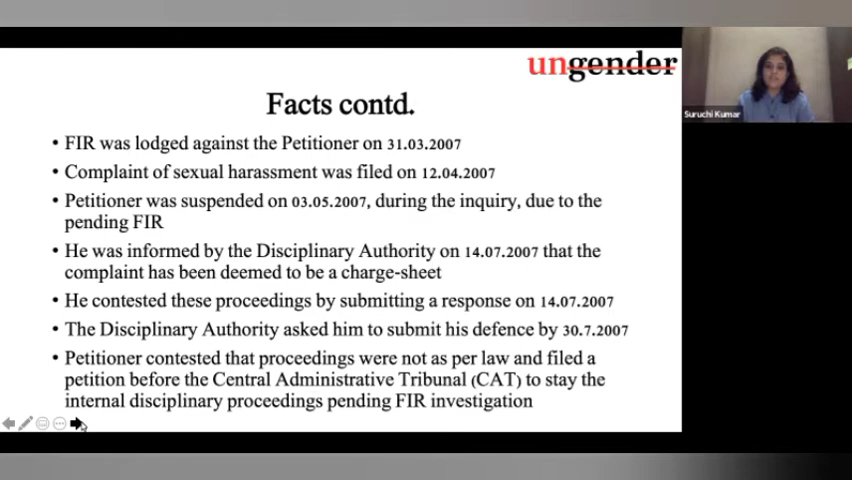 ungender
Suruchi Kumar
Facts contd.
• FIR was lodged against the Petitioner on 31.03.2007
• Complaint of sexual harassment was filed on 12.04.2007
• Petitioner was suspended on 03.05.2007, during the inquiry, due to the
pending FIR
• He was informed by the Disciplinary Authority on 14.07.2007 that the
complaint has been deemed to be a charge-sheet
• He contested these proceedings by submitting a response on 14.07.2007
• The Disciplinary Authority asked him to submit his defence by 30.7.2007
• Petitioner contested that proceedings were not as per law and filed a
petition before the Central Administrative Tribunal (CAT) to stay the
internal disciplinary proceedings pending FIR investigation